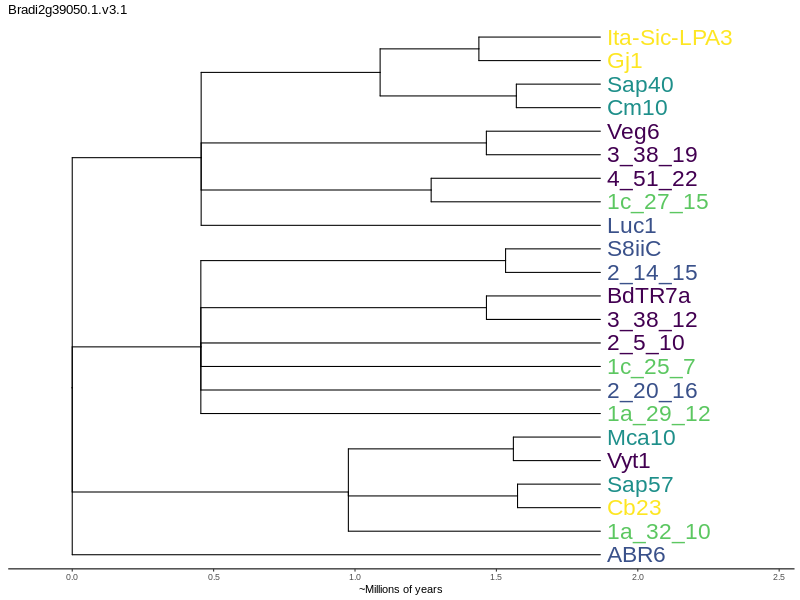 Bradi2g39050.1.v3.1
Ita-Sic-LPA3
Gj1
Sap40
Cm10
Veg6
3_38_19
4_51_22
1c_27_15
Luc1
S8iiC
2_14_15
BdTR7a
3_38_12
2_5_10
1c_25_7
2_20_16
1a_29_12
Mca10
Vyt1
Sap57
Cb23
1a_32_10
ABR6
0.0 0.5 1.0 1.5 2.0 2.5
~Millions of years